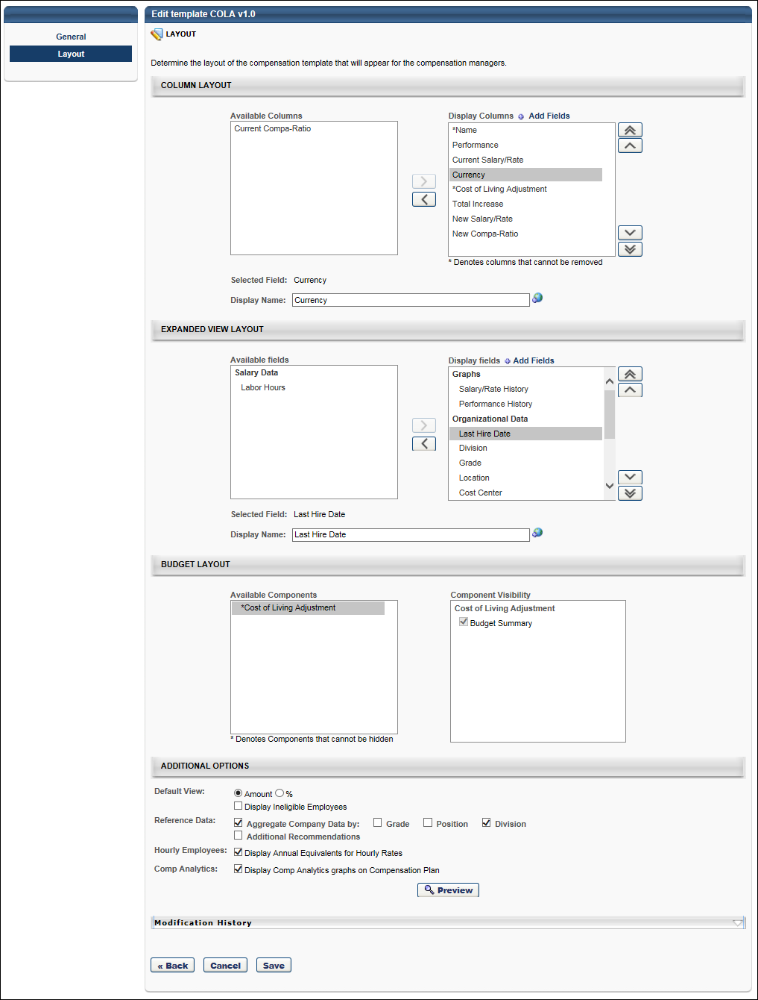 General
Layout
Edit template COLA v1.0
LAYOUT
Determine the layout of the compensation template that will appear for the compensation managers.
COLUMN LAYOUT
Available Columns
Current Compa-Ratio
Display Columns Add Fields
*Name
Performance
Current Salary/Rate
Currency
*Cost of Living Adjustment
Total Increase
New Salary/Rate
New Compa-Ratio
* Denotes columns that cannot be removed
Selected Field: Currency
Display Name: Currency
EXPANDED VIEW LAYOUT
Available fields
Salary Data
Labor Hours
Display fields Add Fields
Graphs
Salary/Rate History
Performance History
Organizational Data
Last Hire Date
Division
Grade
Location
Cost Center
Selected Field: Last Hire Date
Display Name: Last Hire Date
BUDGET LAYOUT
Available Components
*Cost of Living Adjustment
* Denotes Components that cannot be hidden
Component Visibility
Cost of Living Adjustment
Budget Summary
ADDITIONAL OPTIONS
Default View: Amount %
Display Ineligible Employees
Reference Data: Aggregate Company Data by: Grade Position Division
Additional Recommendations
Hourly Employees: Display Annual Equivalents for Hourly Rates
Comp Analytics: Display Comp Analytics graphs on Compensation Plan
Preview
Modification History
« Back Cancel Save